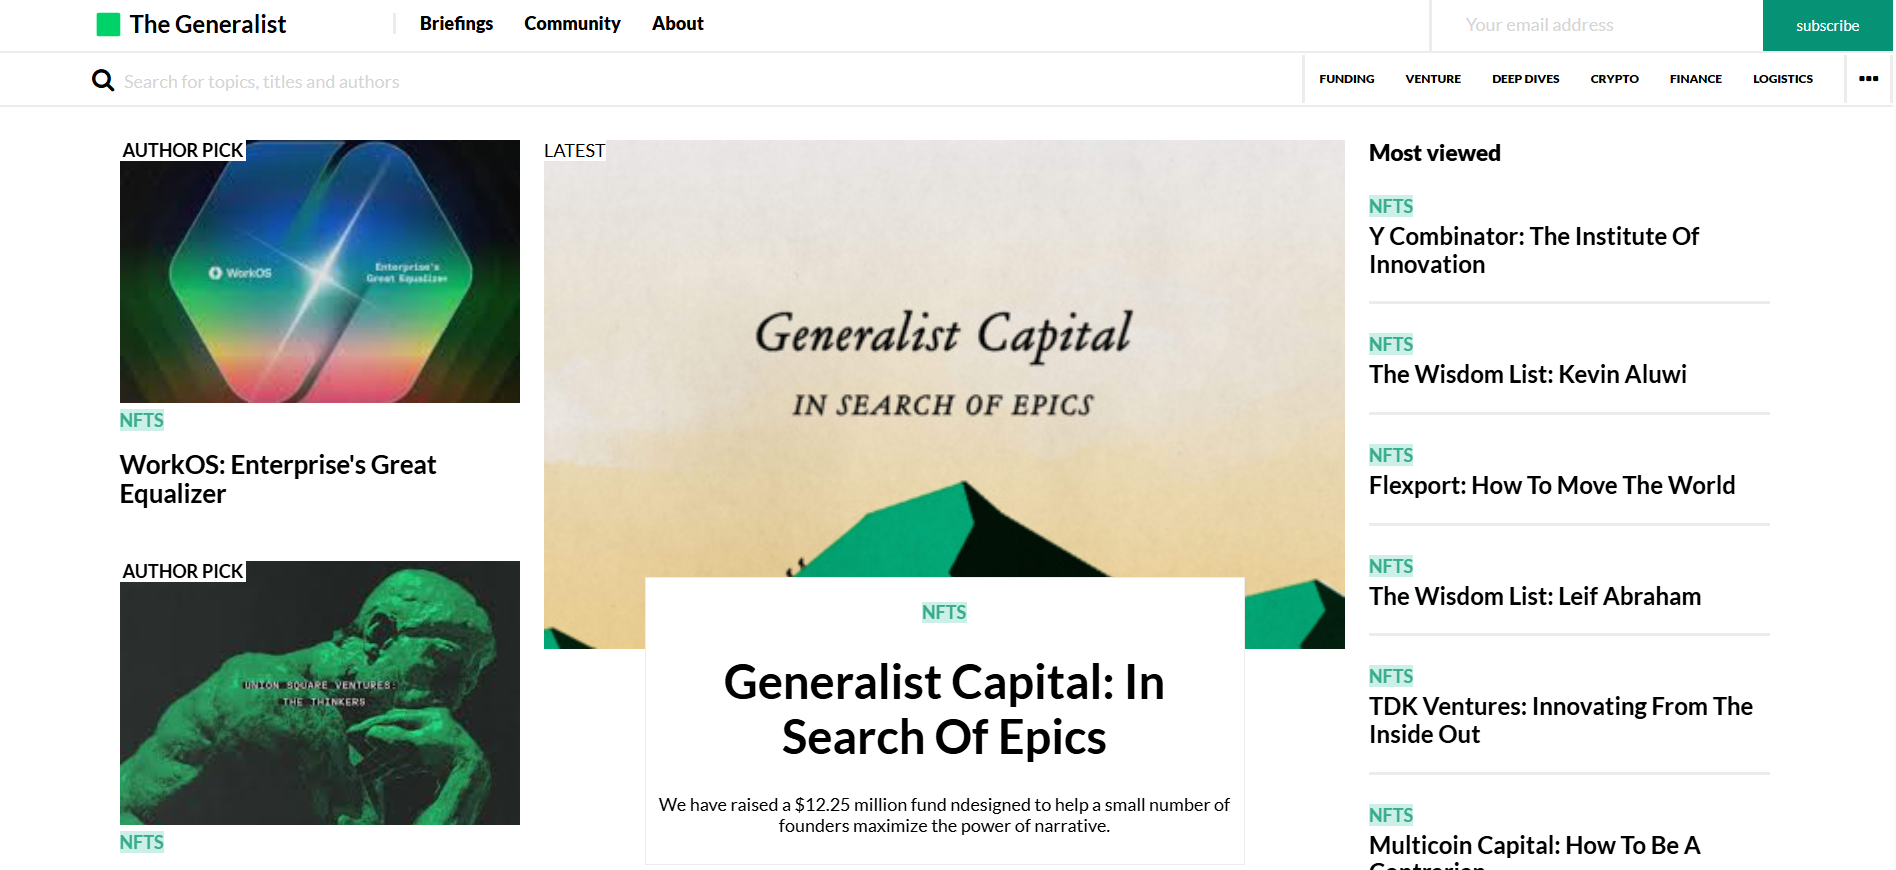 The Generalist
Briefings
Community
About
Your email address
subscribe
Search for topics, titles and authors
FUNDING
VENTURE
DEEP DIVES
CRYPTO
FINANCE
LOGISTICS
AUTHOR PICK
WorkOS
Enterprise's
Great Equalizer
NFTS
WorkOS: Enterprise's Great
Equalizer
AUTHOR PICK
UNION SQUARE VENTURES:
THE THINKERS
NFTS
LATEST
Generalist Capital
IN SEARCH OF EPICS
NFTS
Generalist Capital: In
Search Of Epics
We have raised a $12.25 million fund ndesigned to help a small number of
founders maximize the power of narrative.
Most viewed
NFTS
Y Combinator: The Institute Of
Innovation
NFTS
The Wisdom List: Kevin Aluwi
NFTS
Flexport: How To Move The World
NFTS
The Wisdom List: Leif Abraham
NFTS
TDK Ventures: Innovating From The
Inside Out
NFTS
Multicoin Capital: How To Be A